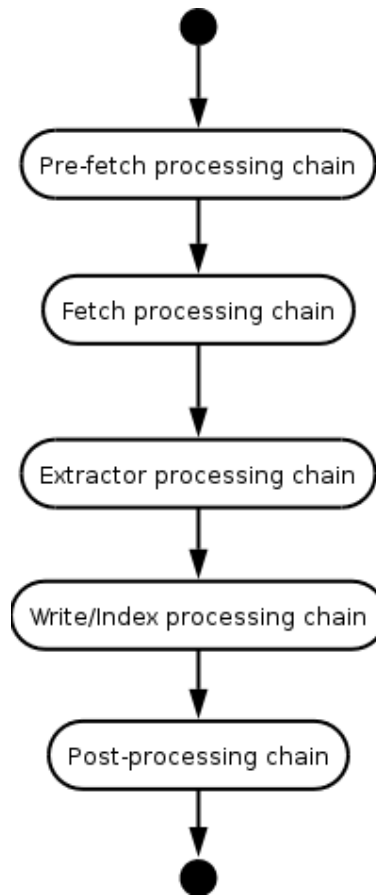 Pre-fetch processing chain
Fetch processing chain
Extractor processing chain
Write/Index processing chain
Post-processing chain